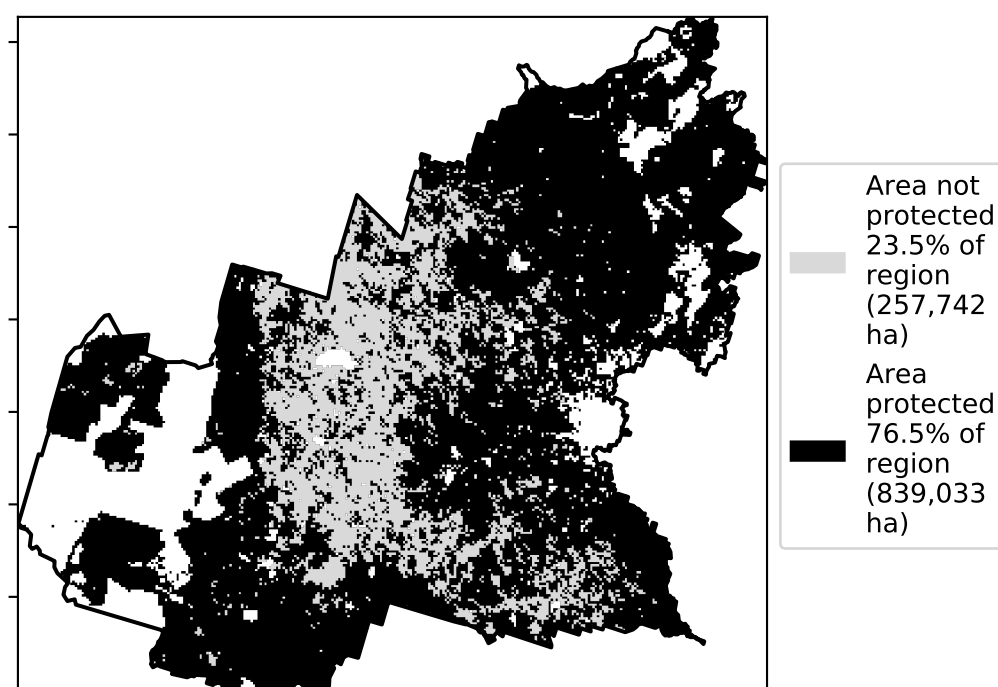 Area not
protected
23.5% of
region
(257,742
ha)
Area
protected
76.5% of
region
(839,033
ha)